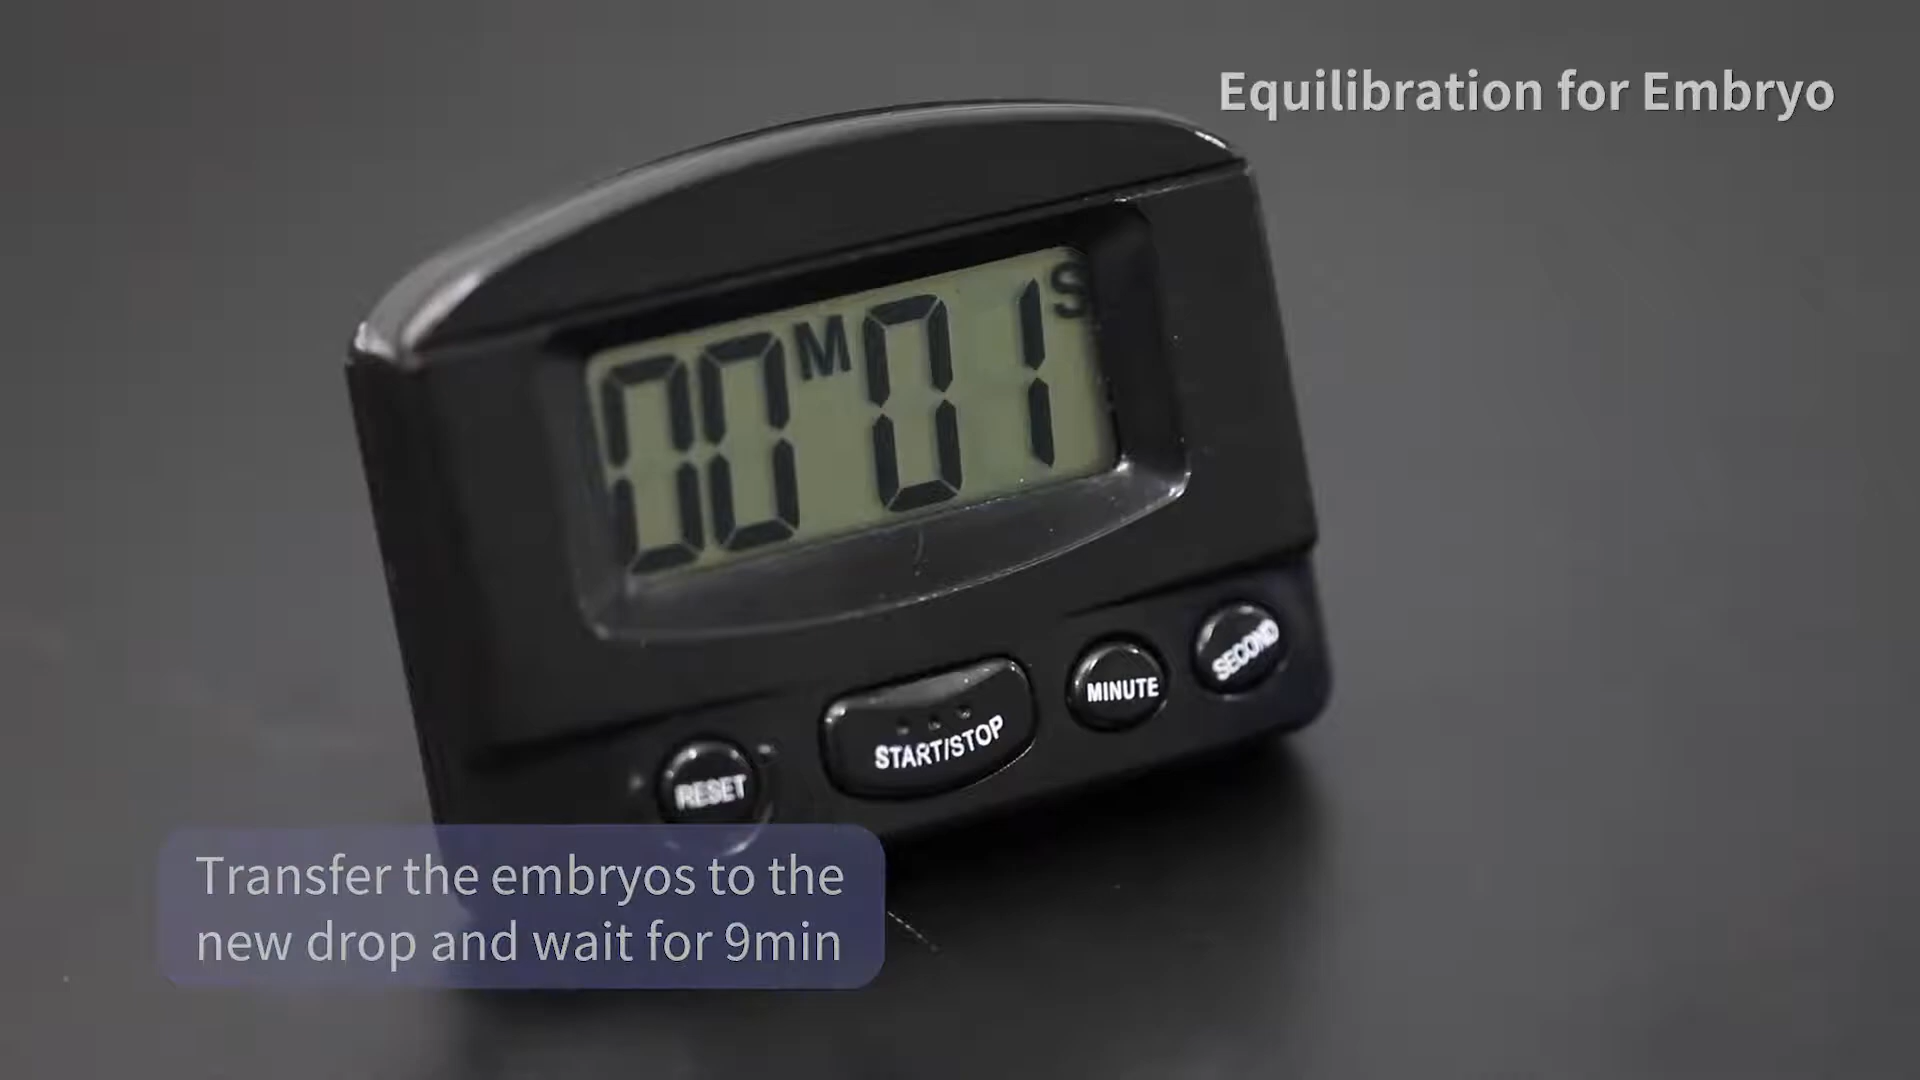 Equilibration for Embryo
00M01S
RESET
START/STOP
MINUTE
SECOND
Transfer the embryos to the
new drop and wait for 9min